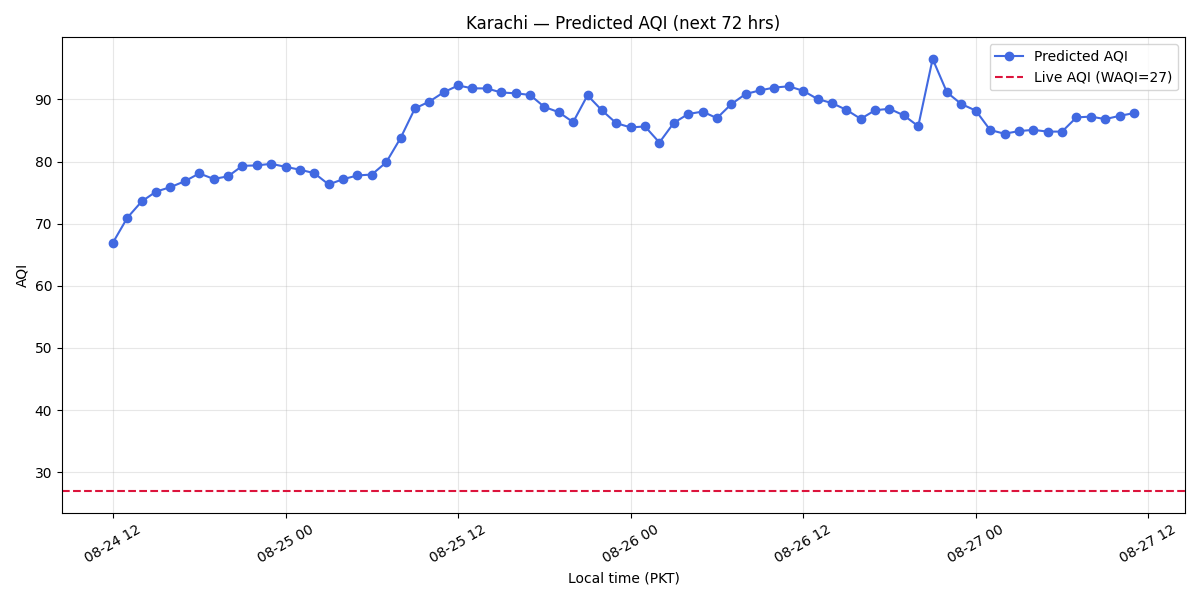 Karachi — Predicted AQI (next 72 hrs)
Predicted AQI
Live AQI (WAQI=27)
AQI
90
80
70
60
50
40
30
08-24 12
08-25 00
08-25 12
08-26 00
08-26 12
08-27 00
08-27 12
Local time (PKT)